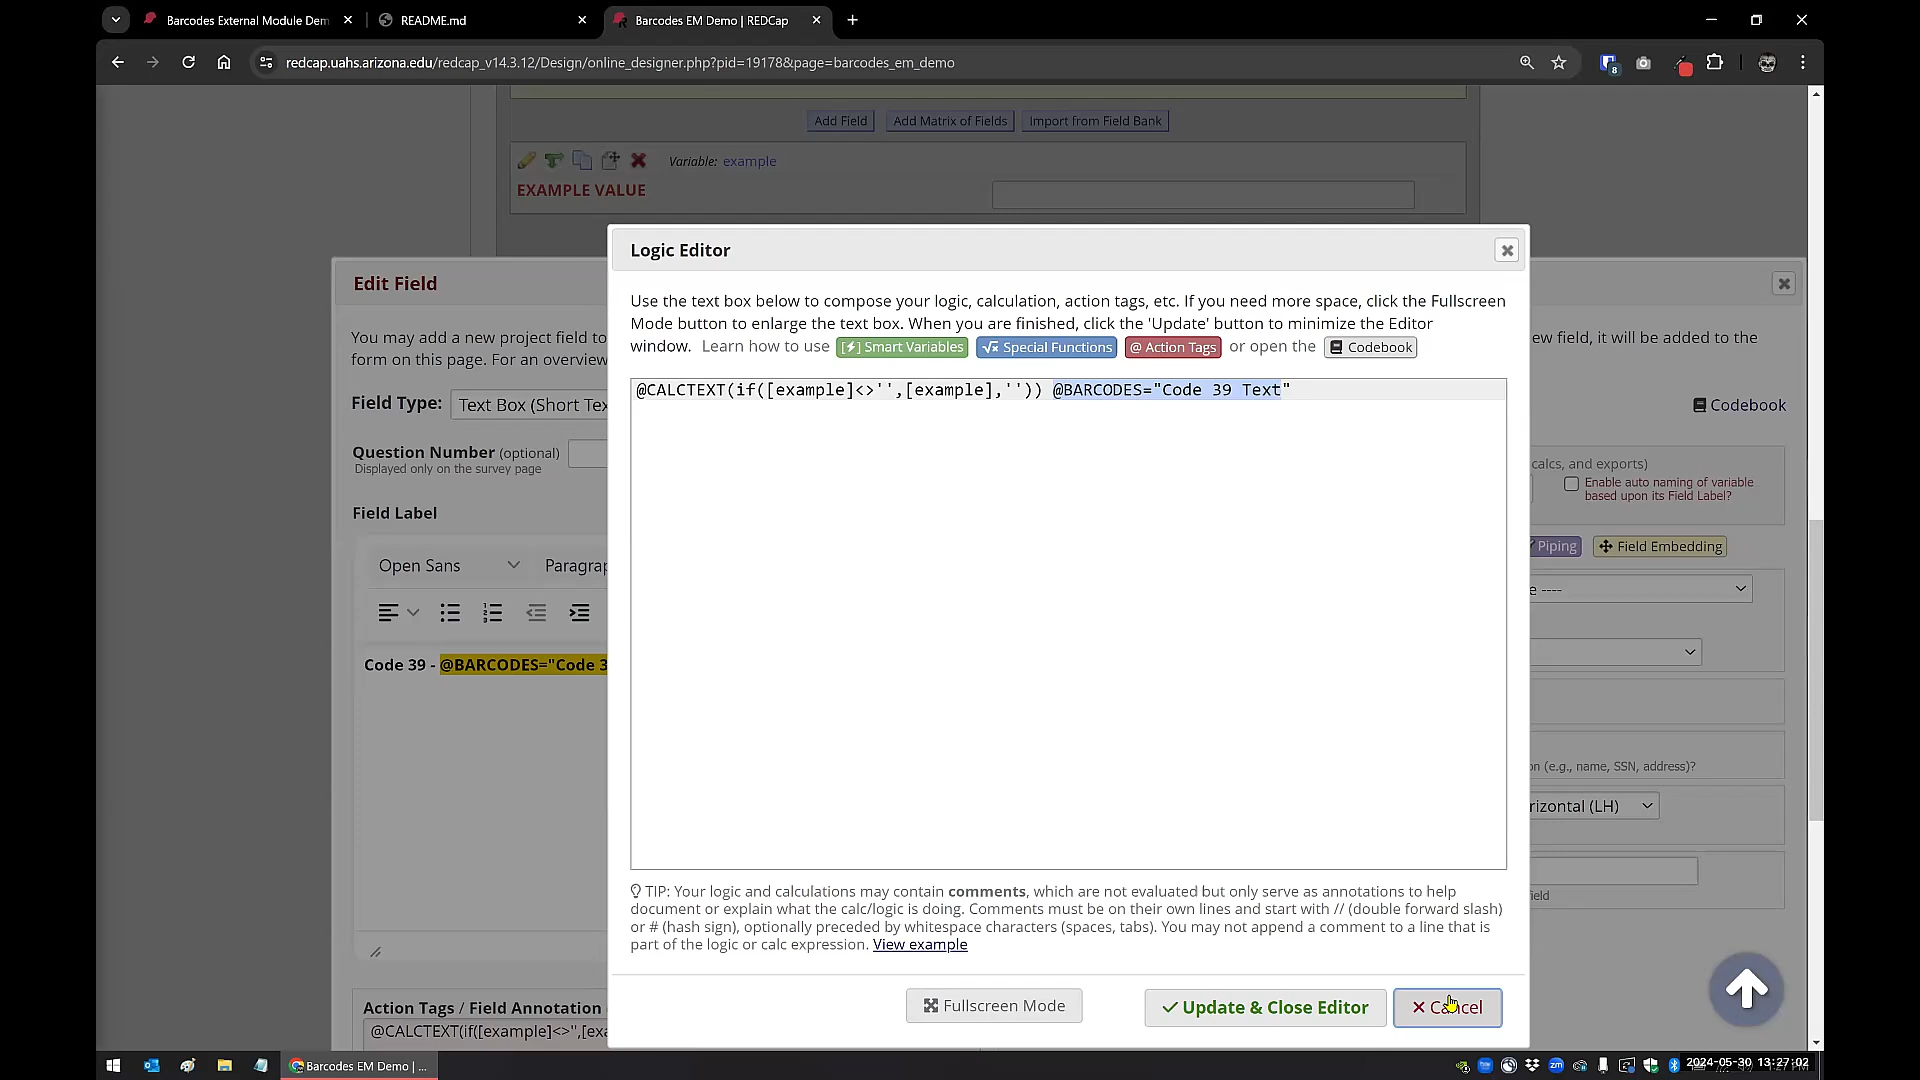 Barcodes External Module Dem
README.md
Barcodes EM Demo | REDCap
redcap.uahs.arizona.edu/redcap_v14.3.12/Design/online_designer.php?pid=19178&page=barcodes_em_demo
8
Add Field
Add Matrix of Fields
Import from Field Bank
Variable: example
EXAMPLE VALUE
Logic Editor
Use the text box below to compose your logic, calculation, action tags, etc. If you need more space, click the Fullscreen
Mode button to enlarge the text box. When you are finished, click the 'Update' button to minimize the Editor
window. Learn how to use [⚡] Smart Variables √x Special Functions @ Action Tags or open the Codebook
@CALCTEXT(if([example]<>'',[example],'')) @BARCODES="Code 39 Text"
TIP: Your logic and calculations may contain comments, which are not evaluated but only serve as annotations to help
document or explain what the calc/logic is doing. Comments must be on their own lines and start with // (double forward slash)
or # (hash sign), optionally preceded by whitespace characters (spaces, tabs). You may not append a comment to a line that is
part of the logic or calc expression. View example
Fullscreen Mode
Update & Close Editor
Cancel
Edit Field
You may add a new project field to
form on this page. For an overview
Field Type: Text Box (Short Tex
Question Number (optional)
Displayed only on the survey page
Field Label
Open Sans
Paragrap
Code 39 - @BARCODES="Code 3
Action Tags / Field Annotation
@CALCTEXT(if([example]<>'',[exa
ew field, it will be added to the
Codebook
calcs, and exports)
Enable auto naming of variable
based upon its Field Label?
Piping
Field Embedding
e ----
on (e.g., name, SSN, address)?
rizontal (LH)
ield
Barcodes EM Demo | ...
2024-05-30 13:27:02